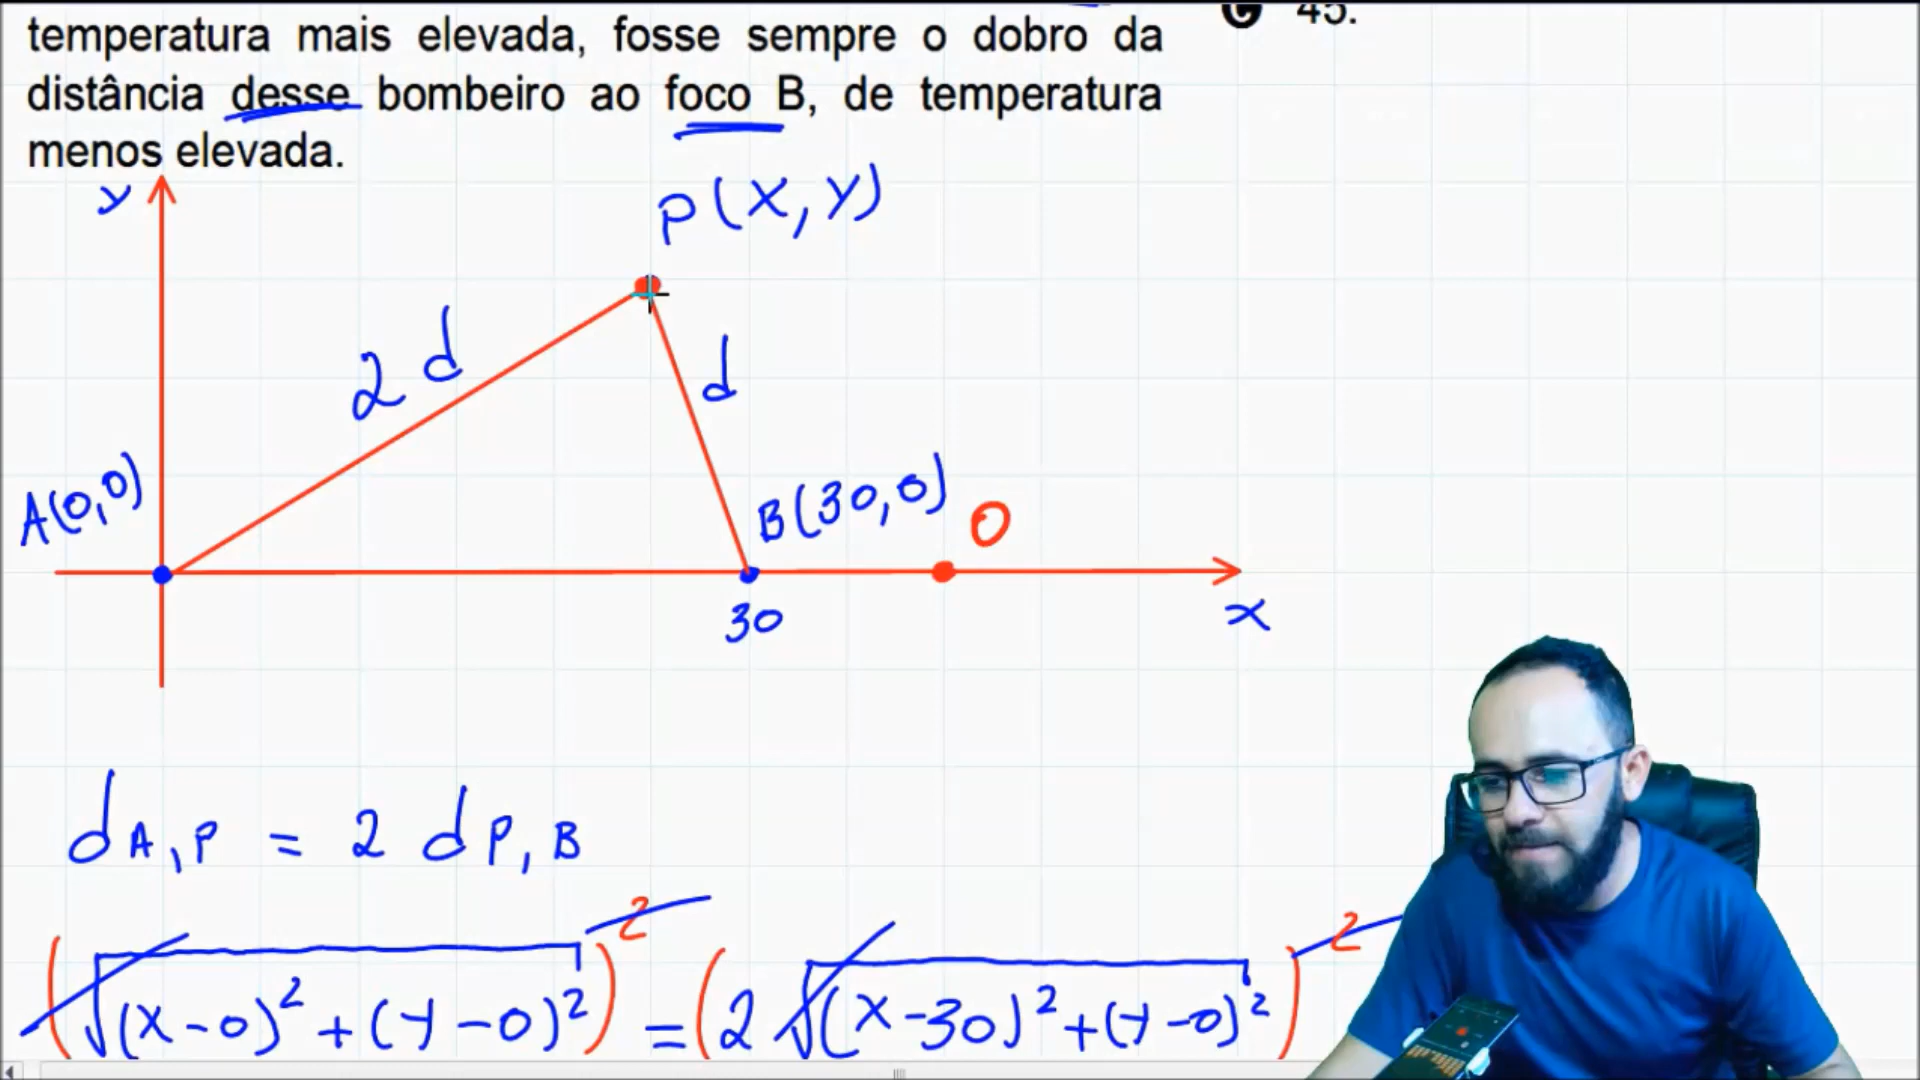 temperatura mais elevada, fosse sempre o dobro da
distância desse bombeiro ao foco B, de temperatura
menos elevada.
C 45.
y
P(X,Y)
2d
d
A(0,0)
B(30,0)
O
30
x
dA,P = 2 dP,B
(√(X-0)²+(Y-0)²)² = (2√(X-30)²+(Y-0)²)²